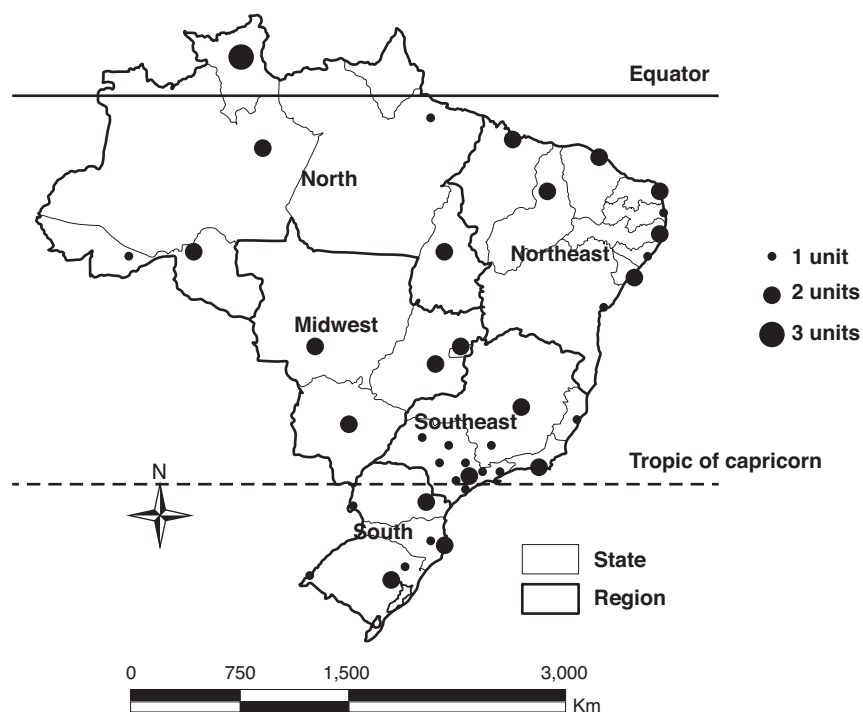 Equator
North
Northeast
1 unit
2 units
Midwest
3 units
Southeast
Tropic of capricorn
N
South
State
Region
0 750 1,500 3,000
Km